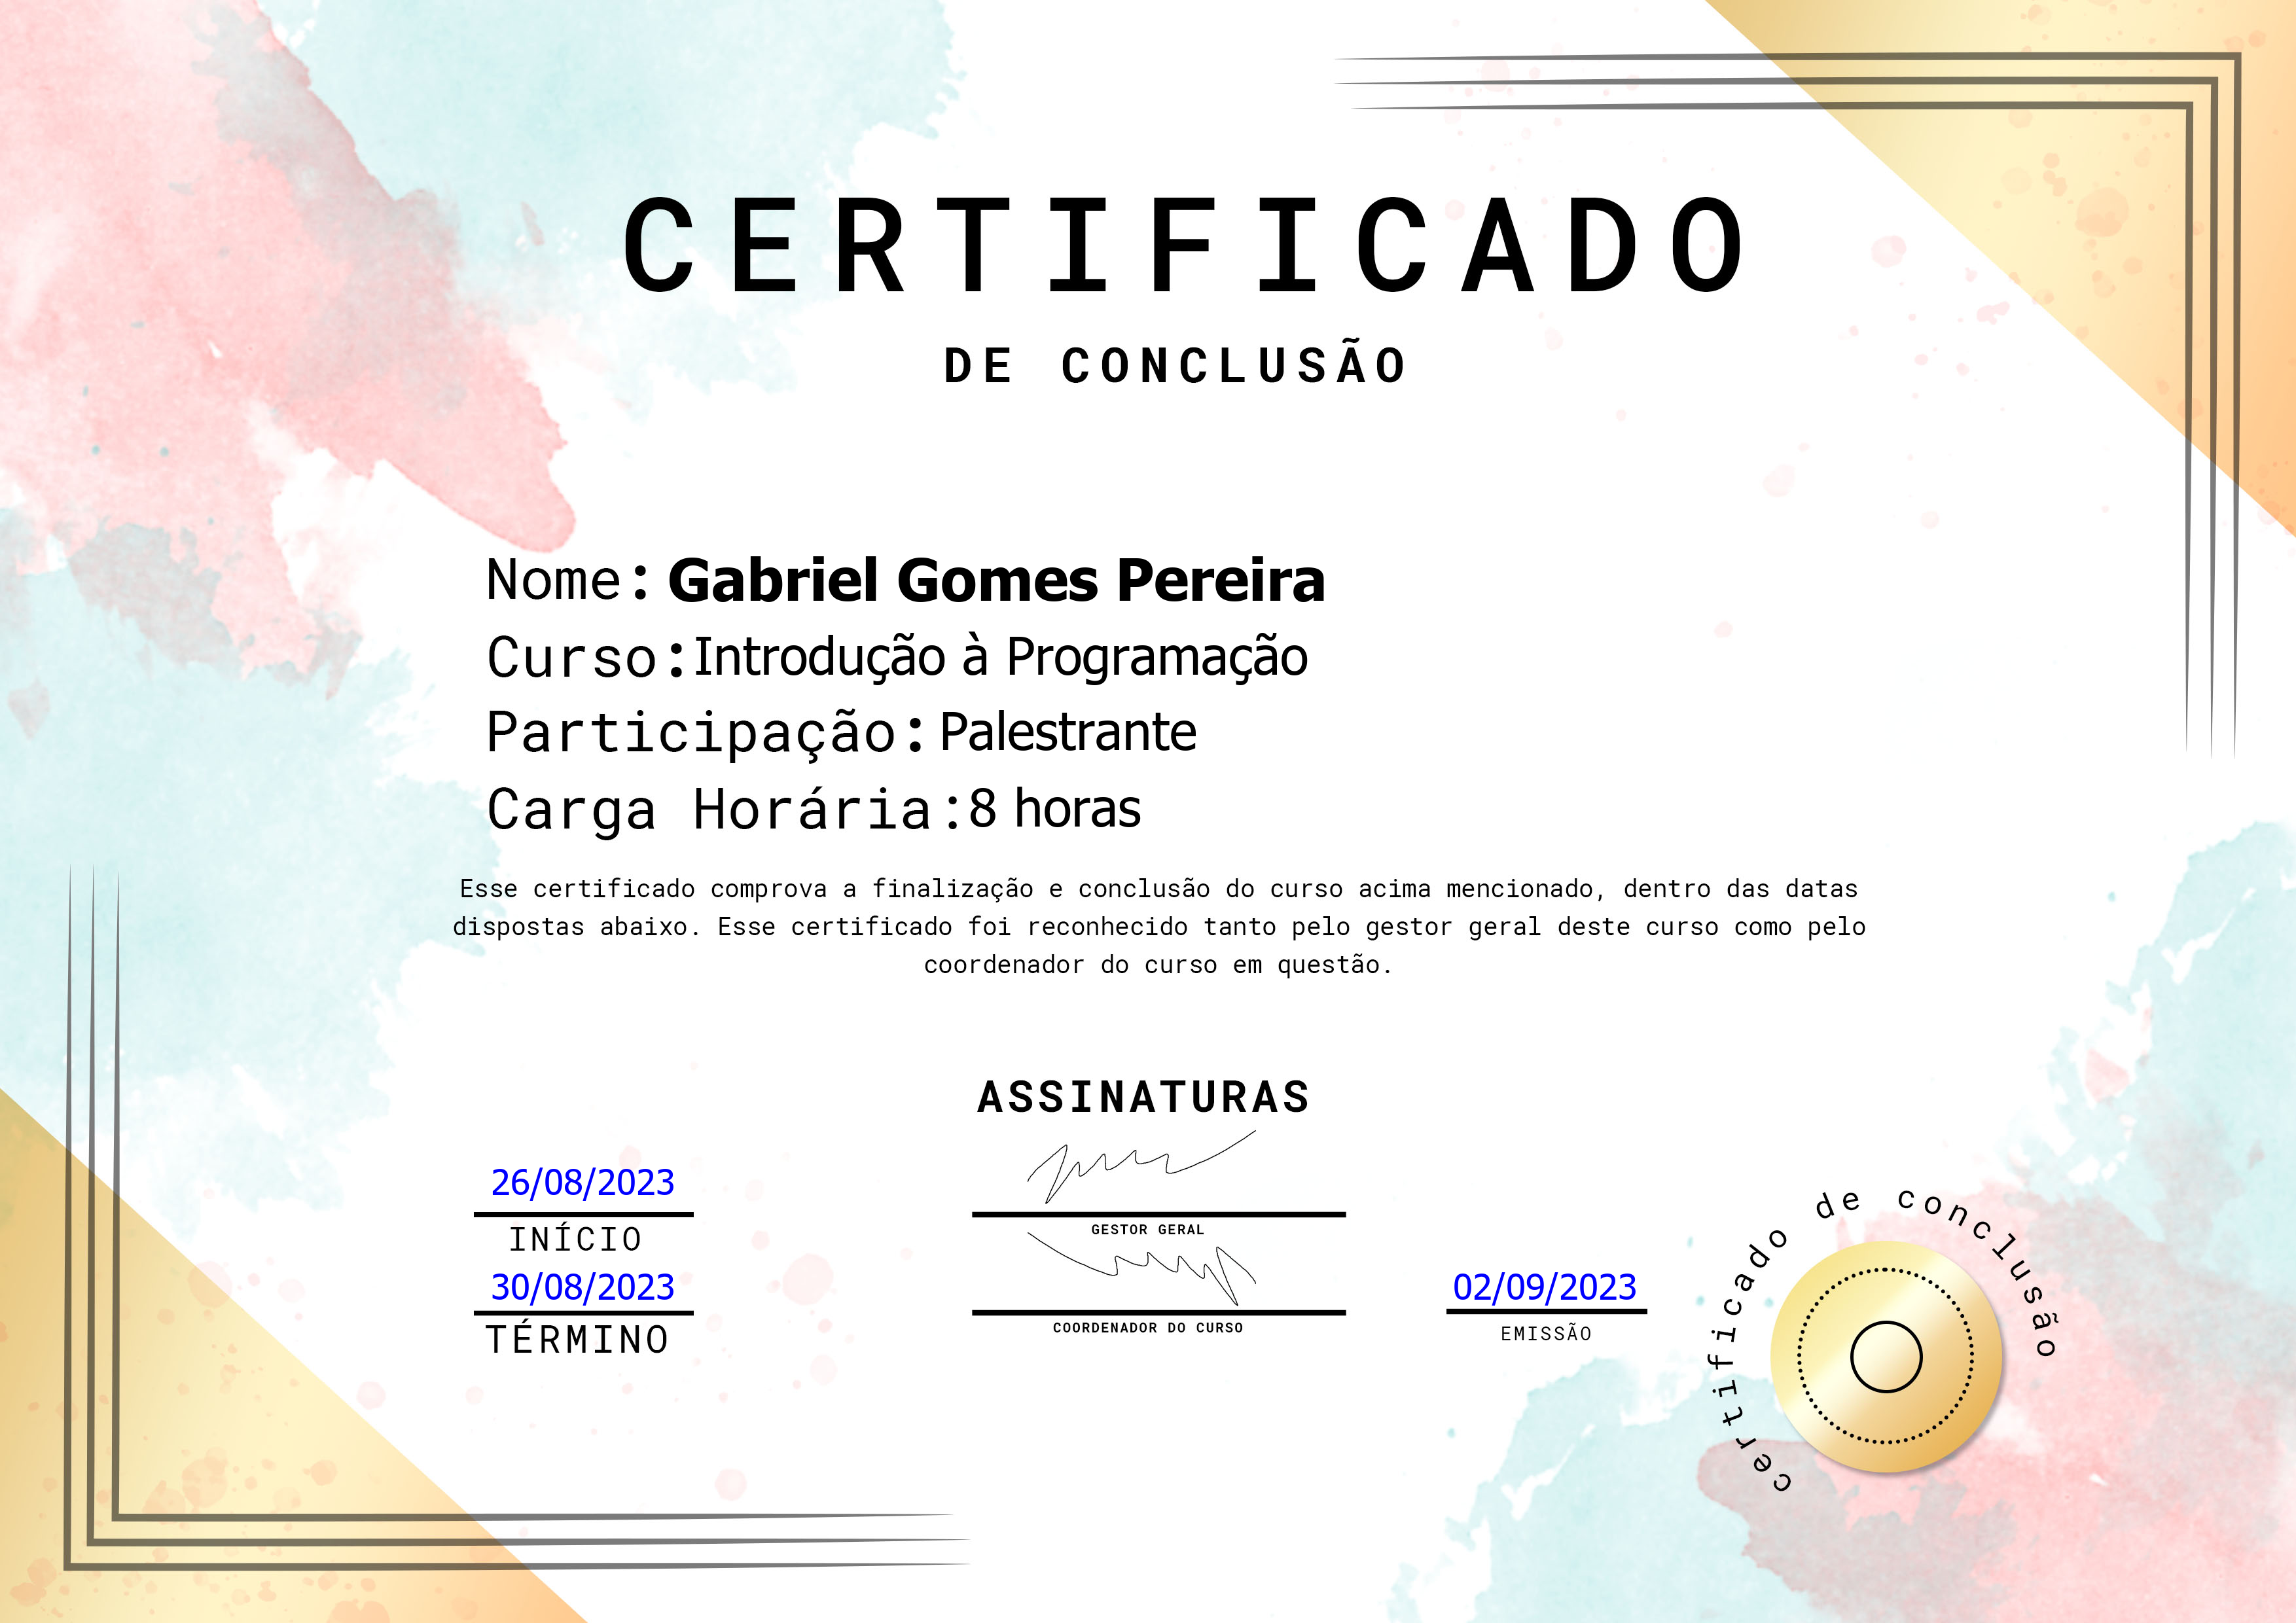 CERTIFICADO
DE CONCLUSÃO
Nome: Gabriel Gomes Pereira
Curso:Introdução à Programação
Participação: Palestrante
Carga Horária:8 horas
Esse certificado comprova a finalização e conclusão do curso acima mencionado, dentro das datas
dispostas abaixo. Esse certificado foi reconhecido tanto pelo gestor geral deste curso como pelo
coordenador do curso em questão.
ASSINATURAS
26/08/2023
INÍCIO
GESTOR GERAL
30/08/2023
TÉRMINO
COORDENADOR DO CURSO
02/09/2023
EMISSÃO
certificado de conclusão